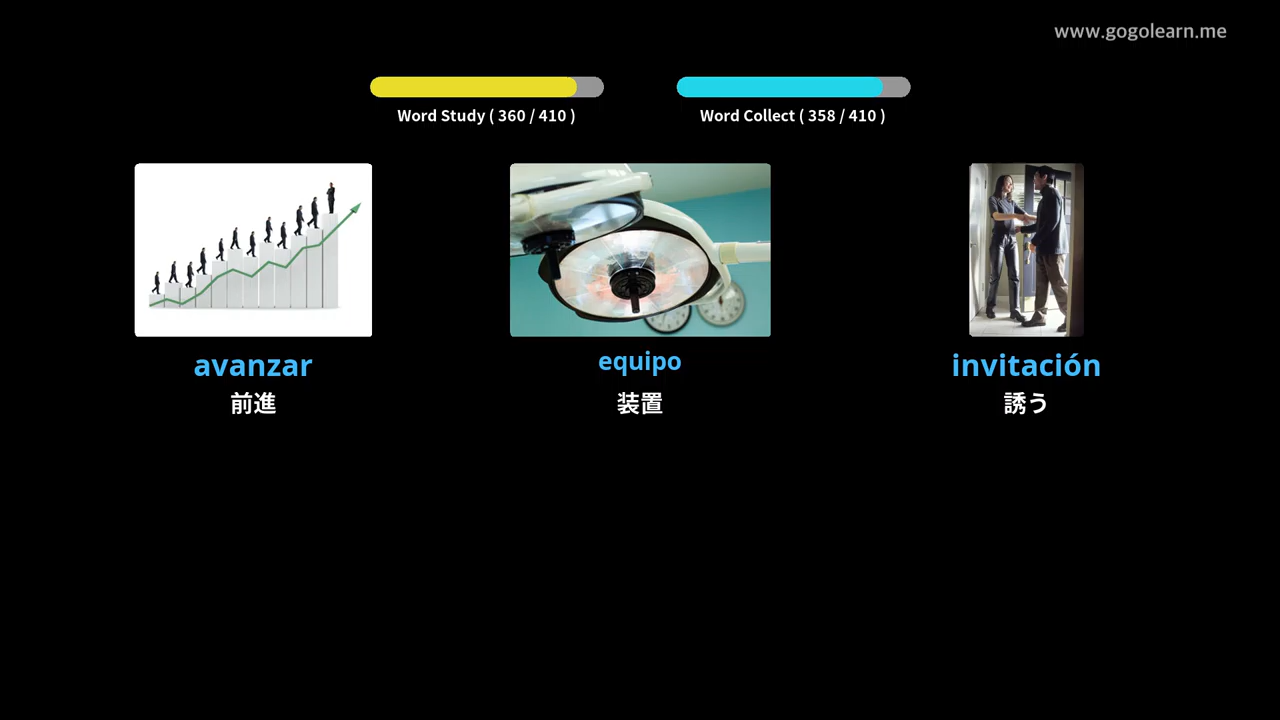 www.gogolearn.me
Word Study ( 360 / 410 )
Word Collect ( 358 / 410 )
avanzar
前進
equipo
装置
invitación
誘う